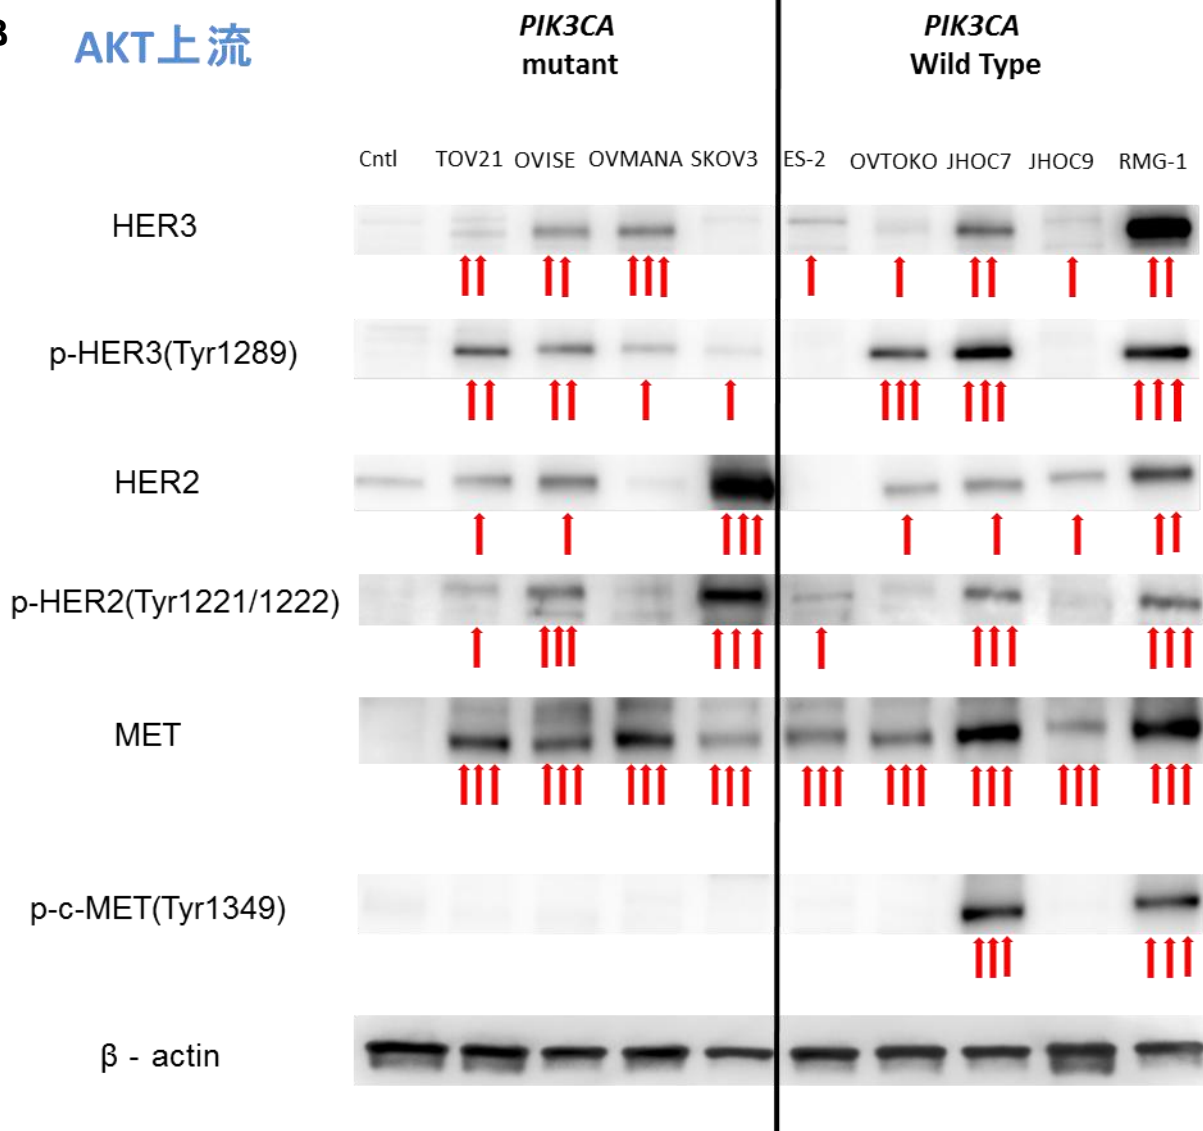 B
AKT上流
PIK3CA
mutant
PIK3CA
Wild Type
Cntl TOV21 OVISE OVMANA SKOV3 ES-2 OVTOKO JHOC7 JHOC9 RMG-1
HER3
p-HER3(Tyr1289)
HER2
p-HER2(Tyr1221/1222)
MET
p-c-MET(Tyr1349)
β - actin